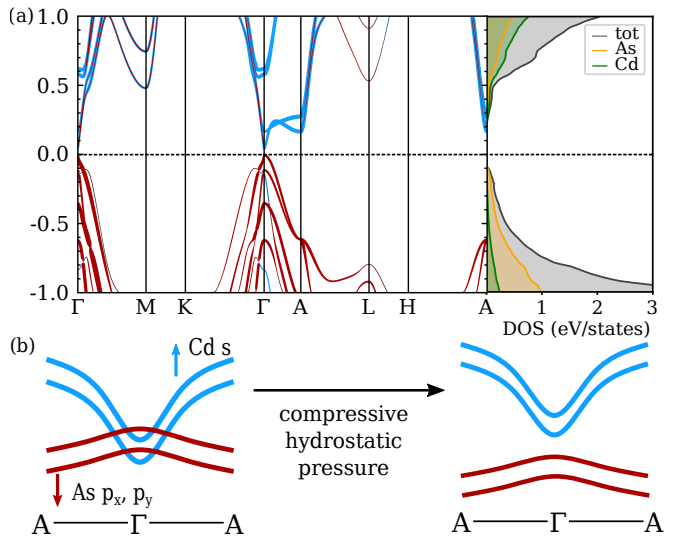 (a)
1.0
0.5
0.0
-0.5
-1.0
Γ M K Γ A L H A
tot
As
Cd
0 1 2 3
DOS (eV/states)
(b)
Cd s
compressive
hydrostatic
pressure
As px, py
A Γ A
A Γ A